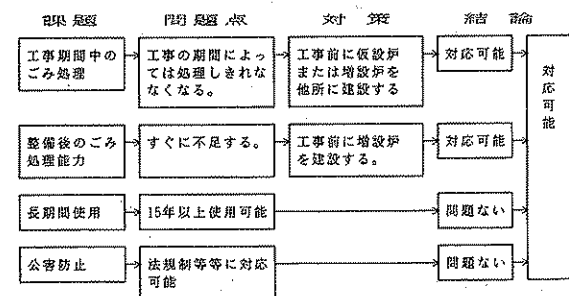 課題 問題点 対策 結論
工事期間中の
ごみ処理
工事の期間によっ
ては処理しきれな
なくなる。
工事前に仮設炉
または増設炉を
他所に建設する
対応可能
対応可能
整備後のごみ
処理能力
すぐに不足する。
工事前に増設炉
を建設する。
対応可能
長期間使用
15年以上使用可能
問題ない
公害防止
法規制等等に対応
可能
問題ない